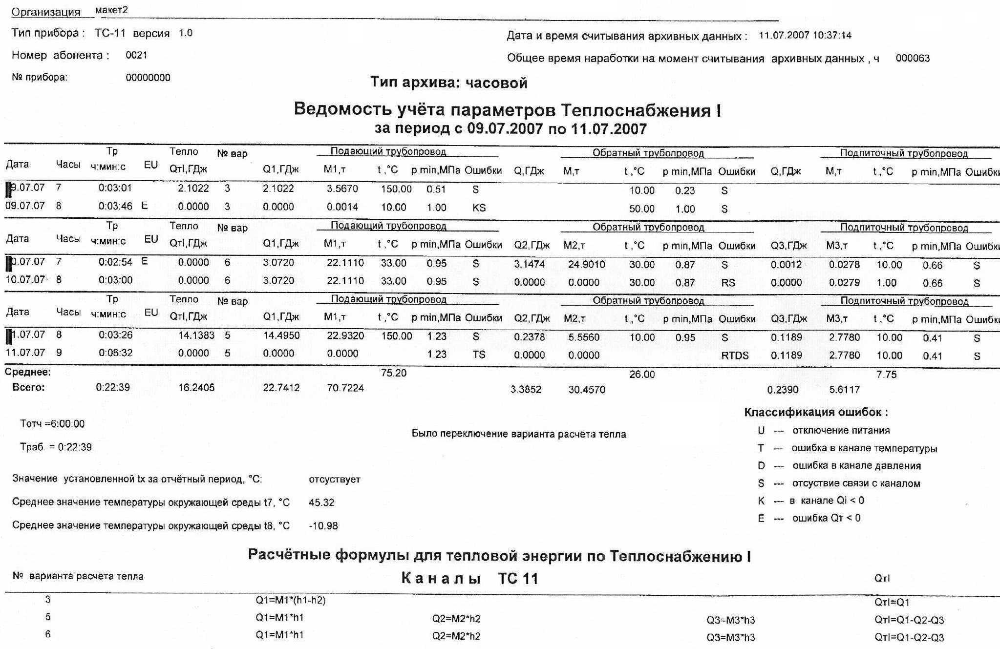 Организация макет2
Тип прибора : ТС-11 версия 1.0
Дата и время считывания архивных данных : 11.07.2007 10:37:14
Номер абонента : 0021
Общее время наработки на момент считывания архивных данных , ч 000063
№ прибора: 00000000
Тип архива: часовой
Ведомость учёта параметров Теплоснабжения I
за период с 09.07.2007 по 11.07.2007
Тр Тепло № вар Подающий трубопровод Обратный трубопровод Подпиточный трубопровод
Дата Часы ч:мин:с EU QтI,ГДж Q1,ГДж М1,т t ,°C p min,МПа Ошибки Q,ГДж М,т t ,°C p min,МПа Ошибки Q,ГДж М,т t ,°C p min,МПа Ошибки
9.07.07 7 0:03:01 2.1022 3 2.1022 3.5670 150.00 0.51 S 10.00 0.23 S
09.07.07 8 0:03:46 E 0.0000 3 0.0000 0.0014 10.00 1.00 KS 50.00 1.00 S
Тр Тепло № вар Подающий трубопровод Обратный трубопровод Подпиточный трубопровод
Дата Часы ч:мин:с EU QтI,ГДж Q1,ГДж М1,т t ,°C p min,МПа Ошибки Q2,ГДж М2,т t ,°C p min,МПа Ошибки Q3,ГДж М3,т t ,°C p min,МПа Ошибки
0.07.07 7 0:02:54 E 0.0000 6 3.0720 22.1110 33.00 0.95 S 3.1474 24.9010 30.00 0.87 S 0.0012 0.0278 10.00 0.66 S
10.07.07 8 0:03:00 0.0000 6 3.0720 22.1110 33.00 0.95 S 0.0000 0.0000 30.00 0.87 RS 0.0000 0.0279 1.00 0.66 S
Тр Тепло № вар Подающий трубопровод Обратный трубопровод Подпиточный трубопровод
Дата Часы ч:мин:с EU QтI,ГДж Q1,ГДж М1,т t ,°C p min,МПа Ошибки Q2,ГДж М2,т t ,°C p min,МПа Ошибки Q3,ГДж М3,т t ,°C p min,МПа Ошибки
1.07.07 8 0:03:26 14.1383 5 14.4950 22.9320 150.00 1.23 S 0.2378 5.5560 10.00 0.95 S 0.1189 2.7780 10.00 0.41 S
11.07.07 9 0:06:32 0.0000 5 0.0000 0.0000 1.23 TS 0.0000 0.0000 RTDS 0.1189 2.7780 10.00 0.41 S
Среднее: 75.20 26.00 7.75
Всего: 0:22:39 16.2405 22.7412 70.7224 3.3852 30.4570 0.2390 5.6117
Классификация ошибок :
Тотч =6:00:00
Было переключение варианта расчёта тепла
U --- отключение питания
Траб. = 0:22:39
T --- ошибка в канале температуры
D --- ошибка в канале давления
Значение установленной tx за отчётный период, °C: отсуствует
S --- отсуствие связи с каналом
Среднее значение температуры окружающей среды t7, °C 45.32
K --- в канале Qi < 0
E --- ошибка Qт < 0
Среднее значение температуры окружающей среды t8, °C -10.98
Расчётные формулы для тепловой энергии по Теплоснабжению I
№ варианта расчёта тепла К а н а л ы ТС 11 QтI
3 Q1=M1*(h1-h2) QтI=Q1
5 Q1=M1*h1 Q2=M2*h2 Q3=M3*h3 QтI=Q1-Q2-Q3
6 Q1=M1*h1 Q2=M2*h2 Q3=M3*h3 QтI=Q1-Q2-Q3